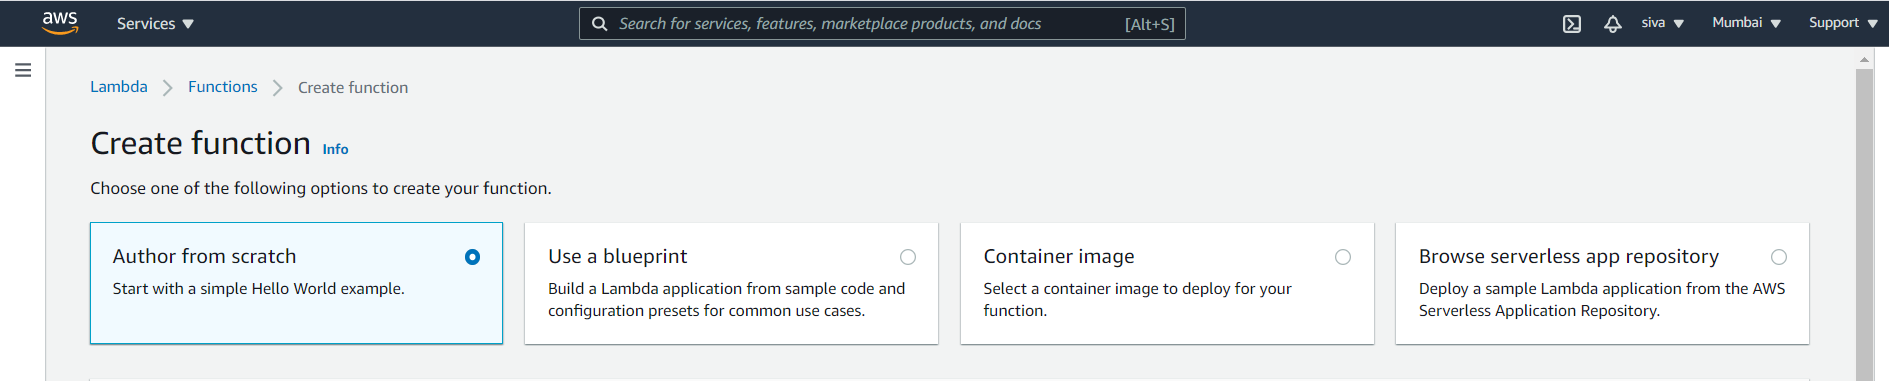 aws Services Search for services, features, marketplace products, and docs [Alt+S] siva Mumbai Support
Lambda Functions Create function
Create function Info
Choose one of the following options to create your function.
Author from scratch
Start with a simple Hello World example.
Use a blueprint
Build a Lambda application from sample code and
configuration presets for common use cases.
Container image
Select a container image to deploy for your
function.
Browse serverless app repository
Deploy a sample Lambda application from the AWS
Serverless Application Repository.